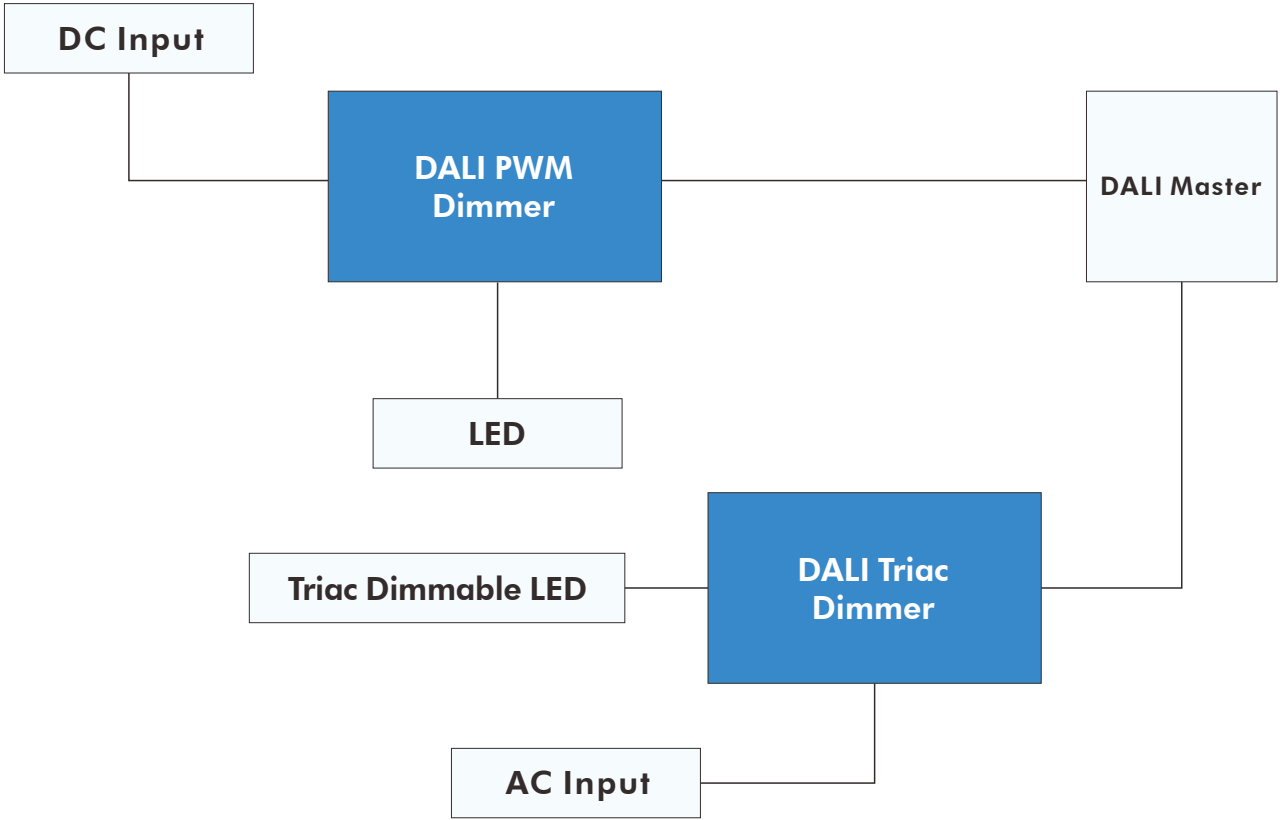 DC Input
DALI PWM
Dimmer
DALI Master
LED
Triac Dimmable LED
DALI Triac
Dimmer
AC Input